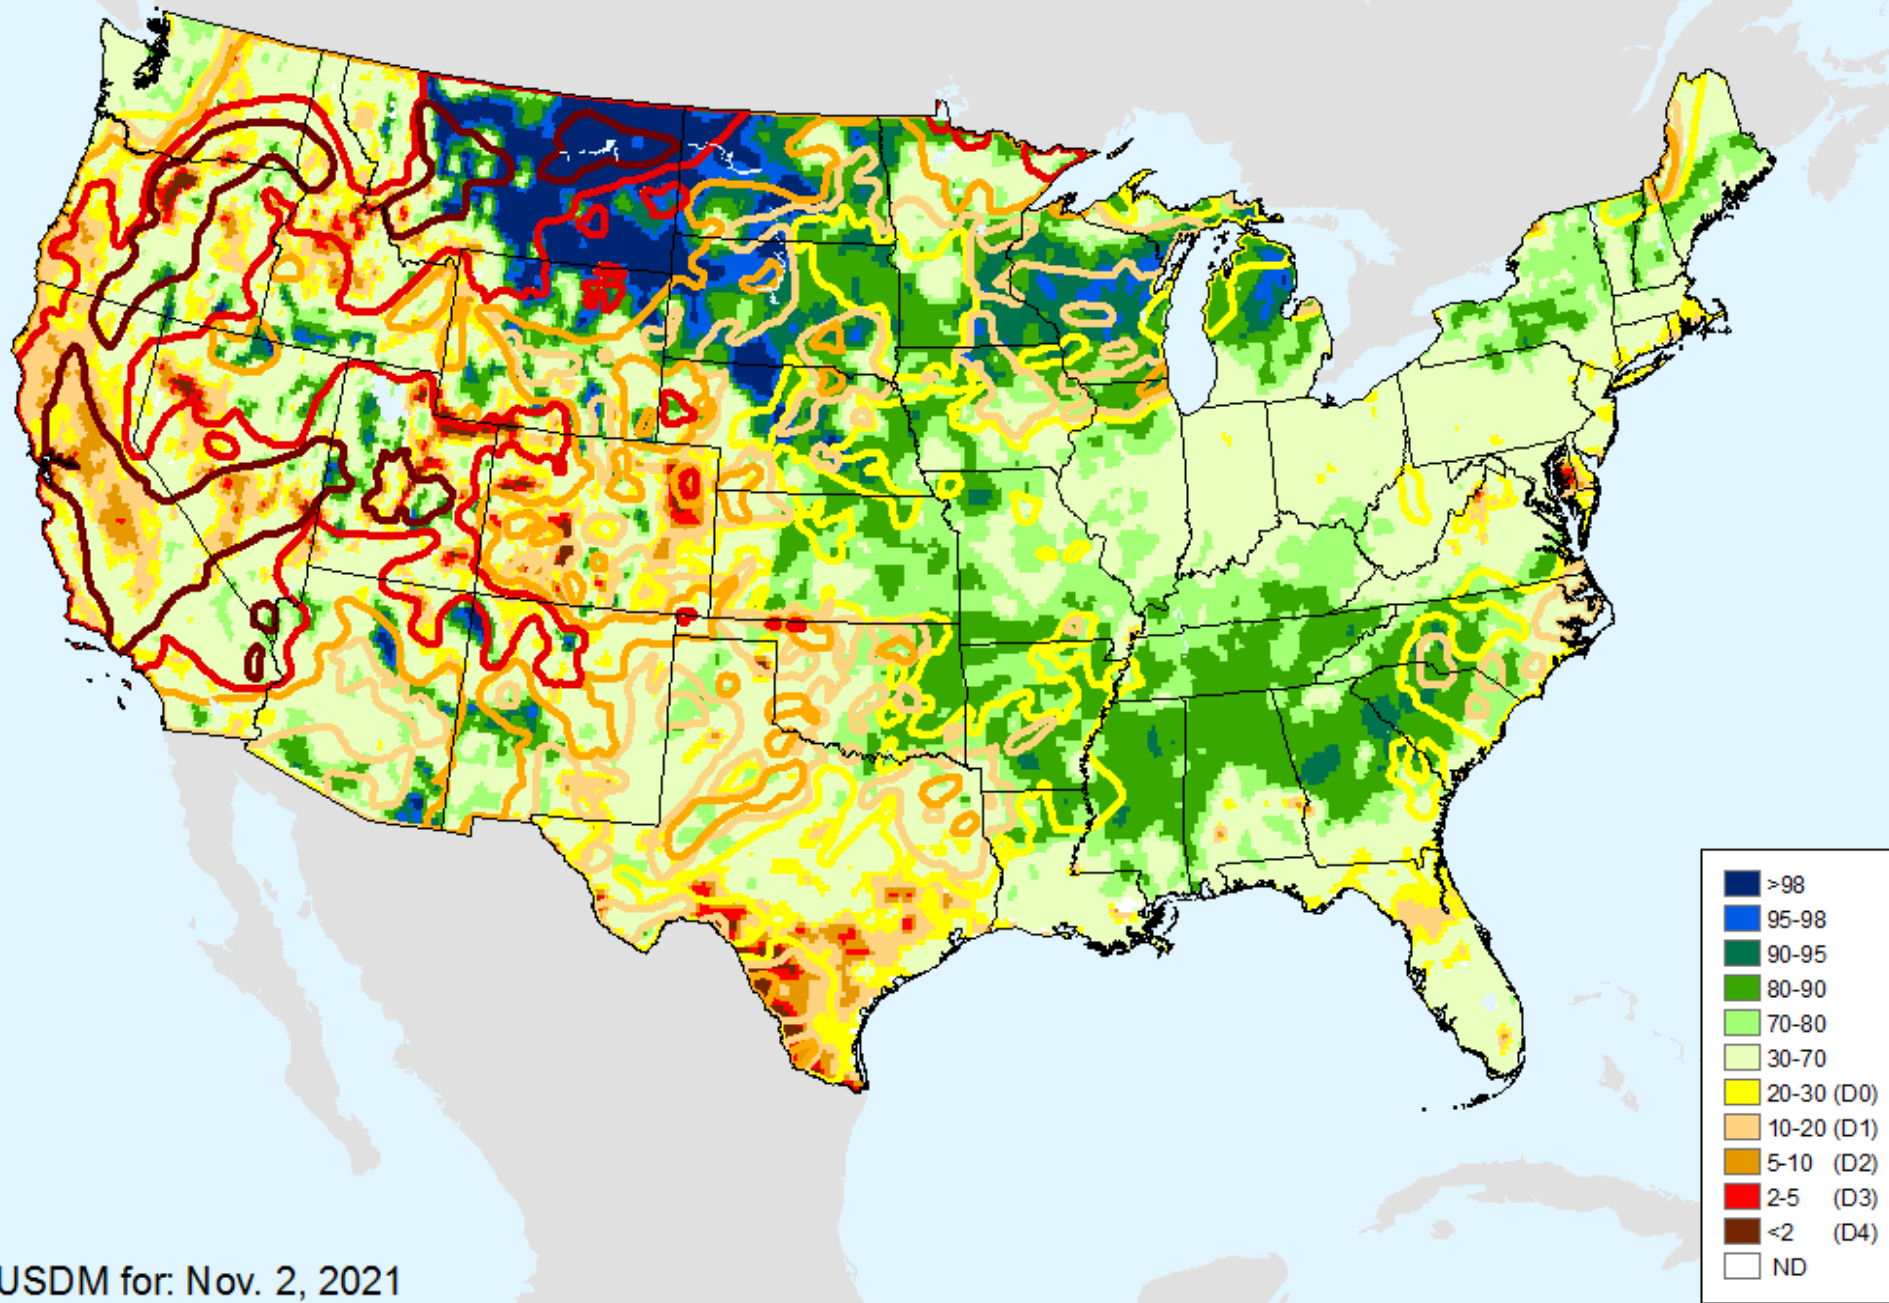 >98
95-98
90-95
80-90
70-80
30-70
20-30 (D0)
10-20 (D1)
5-10 (D2)
2-5 (D3)
<2 (D4)
ND
USDM for: Nov. 2, 2021